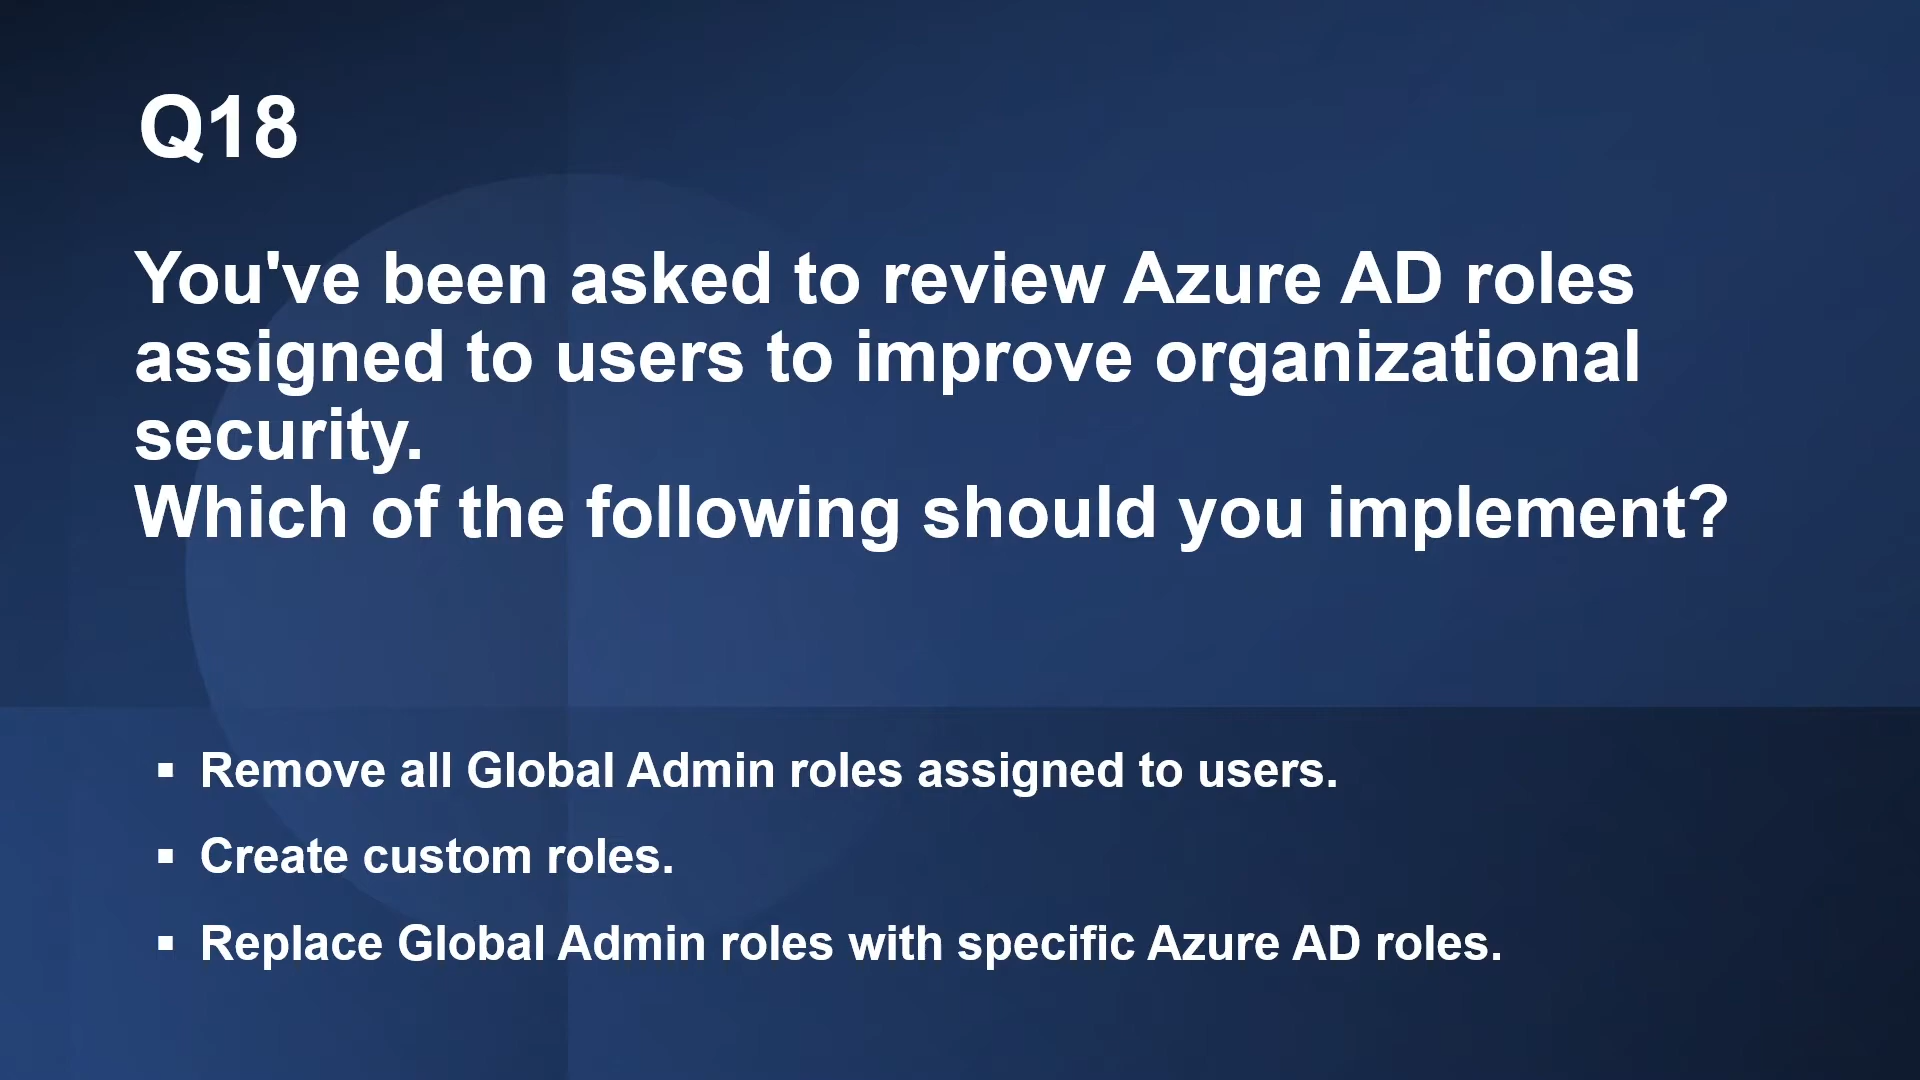 Q18
You've been asked to review Azure AD roles
assigned to users to improve organizational
security.
Which of the following should you implement?
▪ Remove all Global Admin roles assigned to users.
▪ Create custom roles.
▪ Replace Global Admin roles with specific Azure AD roles.